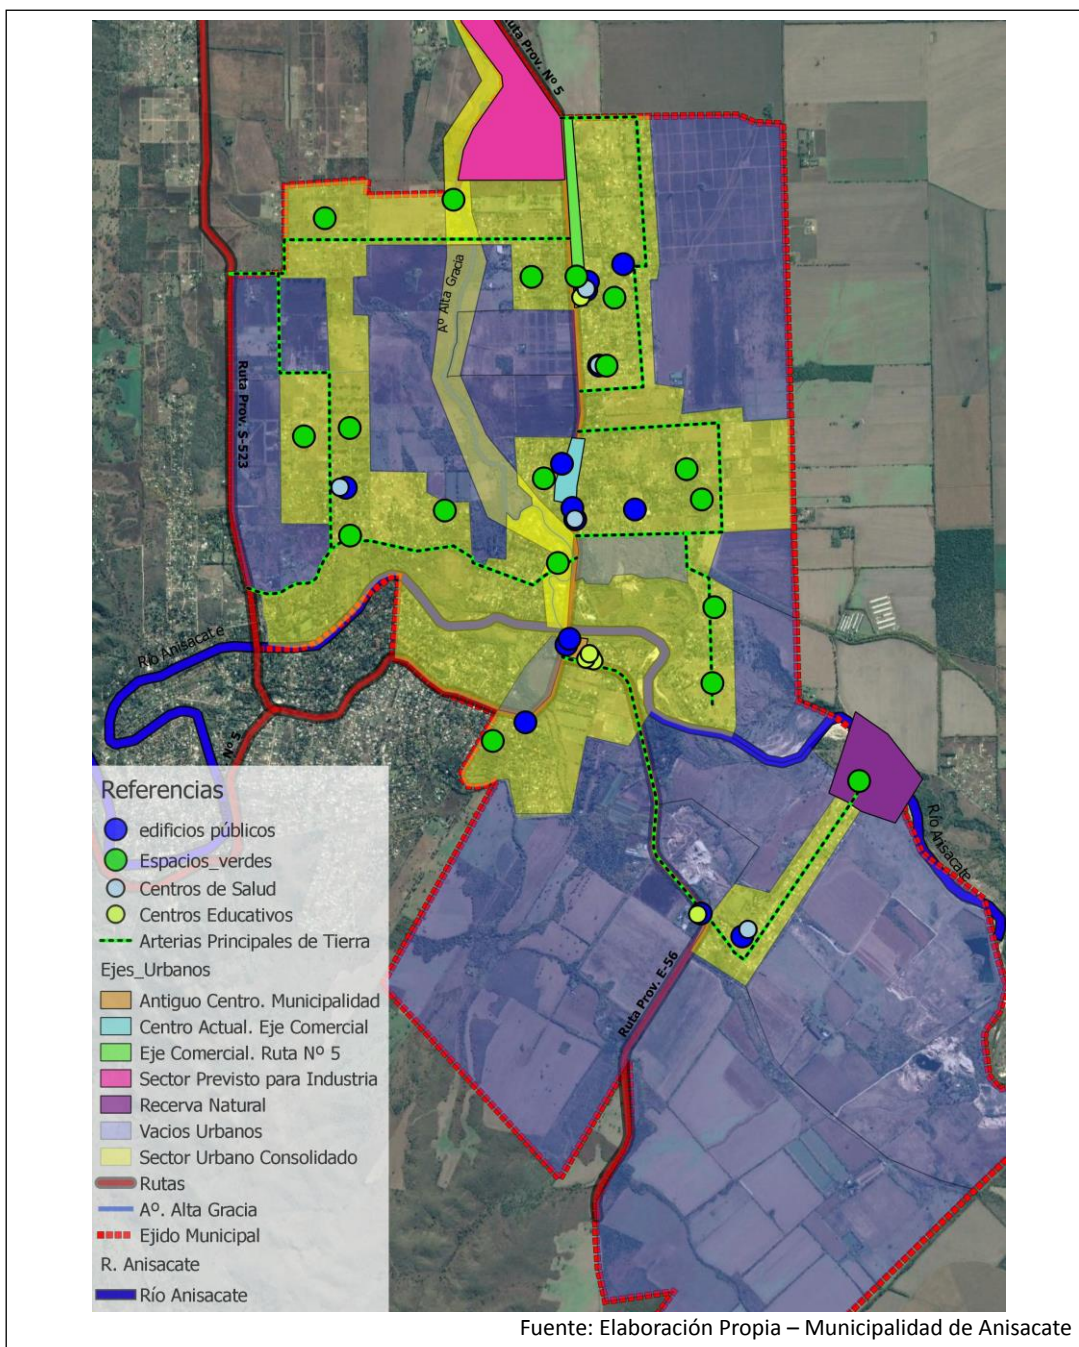 Ruta Prov. Nº 5
Aº Alta Gracia
Ruta Prov. S-523
Río Anisacate
Nº 5
Río Anisacate
Ruta Prov. E-56
Referencias
edificios públicos
Espacios_verdes
Centros de Salud
Centros Educativos
Arterias Principales de Tierra
Ejes_Urbanos
Antiguo Centro. Municipalidad
Centro Actual. Eje Comercial
Eje Comercial. Ruta Nº 5
Sector Previsto para Industria
Recerva Natural
Vacios Urbanos
Sector Urbano Consolidado
Rutas
Aº. Alta Gracia
Ejido Municipal
R. Anisacate
Río Anisacate
Fuente: Elaboración Propia – Municipalidad de Anisacate